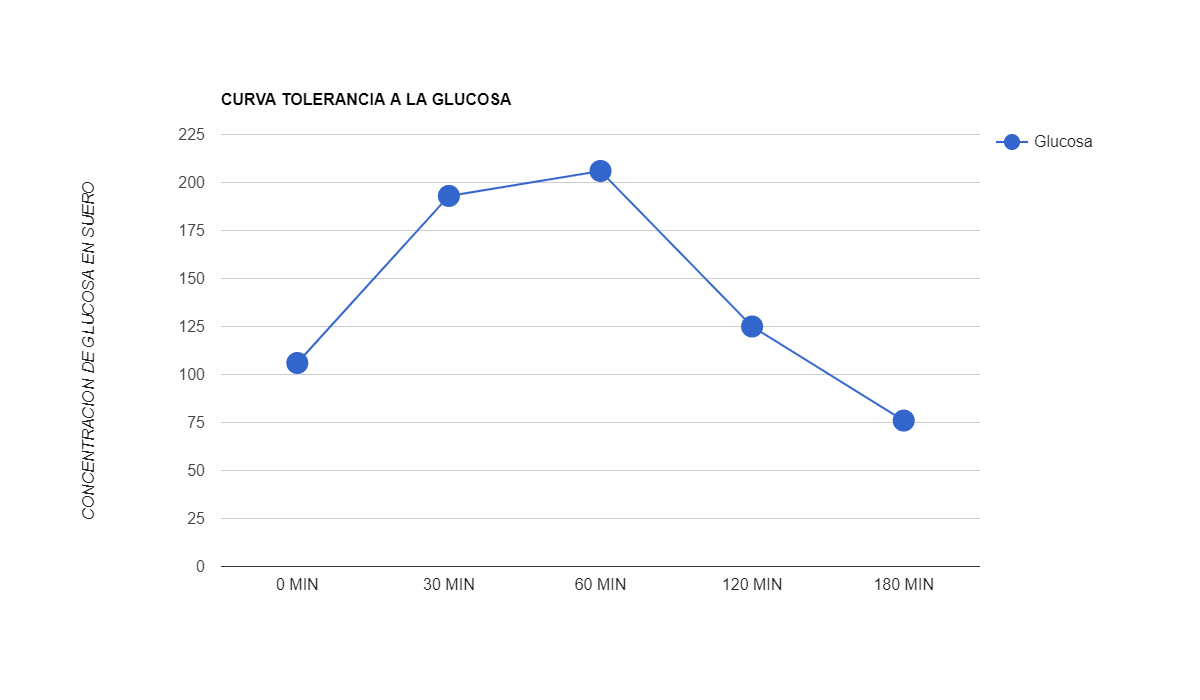 CURVA TOLERANCIA A LA GLUCOSA
225
200
175
150
125
100
75
50
25
0
CONCENTRACION DE GLUCOSA EN SUERO
0 MIN
30 MIN
60 MIN
120 MIN
180 MIN
Glucosa